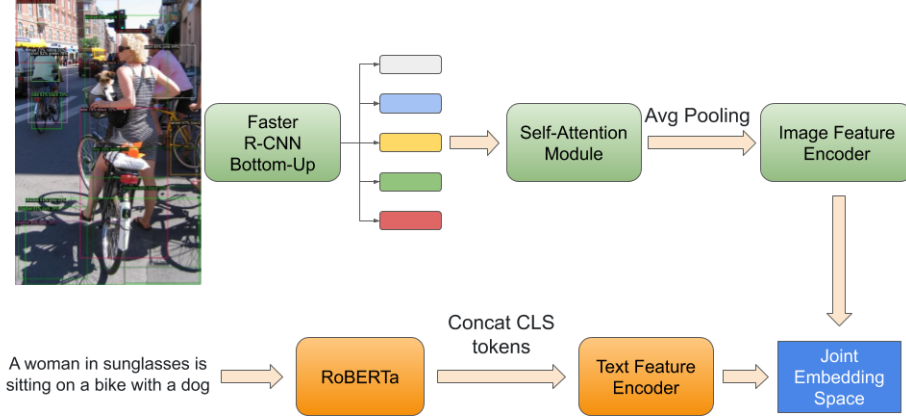 Faster
R-CNN
Bottom-Up
Self-Attention
Module
Avg Pooling
Image Feature
Encoder
A woman in sunglasses is
sitting on a bike with a dog
RoBERTa
Concat CLS
tokens
Text Feature
Encoder
Joint
Embedding
Space